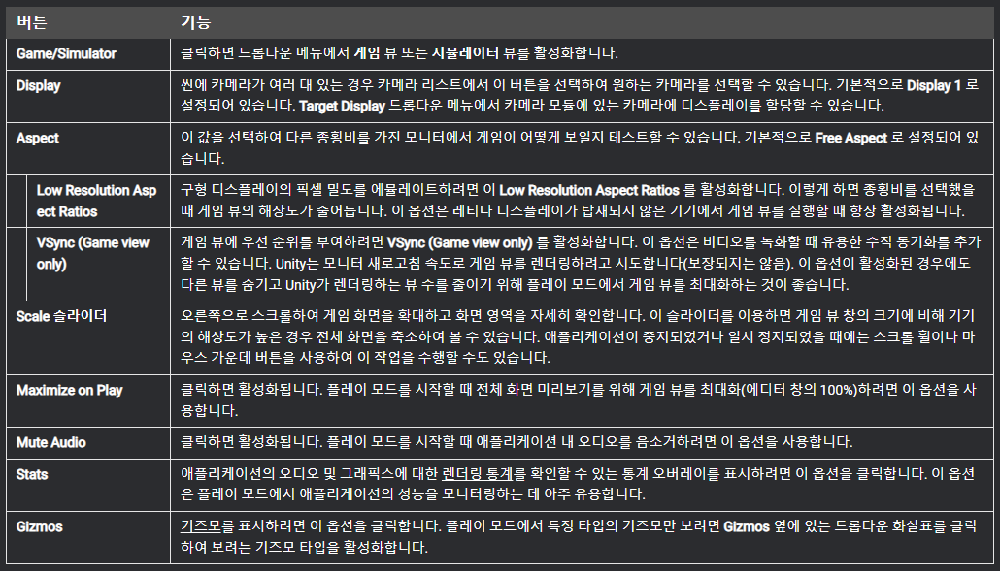 버튼 기능
Game/Simulator 클릭하면 드롭다운 메뉴에서 게임 뷰 또는 시뮬레이터 뷰를 활성화합니다.
Display 씬에 카메라가 여러 대 있는 경우 카메라 리스트에서 이 버튼을 선택하여 원하는 카메라를 선택할 수 있습니다. 기본적으로 Display 1 로
설정되어 있습니다. Target Display 드롭다운 메뉴에서 카메라 모듈에 있는 카메라에 디스플레이를 할당할 수 있습니다.
Aspect 이 값을 선택하여 다른 종횡비를 가진 모니터에서 게임이 어떻게 보일지 테스트할 수 있습니다. 기본적으로 Free Aspect 로 설정되어 있
습니다.
Low Resolution Asp
ect Ratios
구형 디스플레이의 픽셀 밀도를 에뮬레이트하려면 이 Low Resolution Aspect Ratios 를 활성화합니다. 이렇게 하면 종횡비를 선택했을
때 게임 뷰의 해상도가 줄어듭니다. 이 옵션은 레티나 디스플레이가 탑재되지 않은 기기에서 게임 뷰를 실행할 때 항상 활성화됩니다.
VSync (Game view
only)
게임 뷰에 우선 순위를 부여하려면 VSync (Game view only) 를 활성화합니다. 이 옵션은 비디오를 녹화할 때 유용한 수직 동기화를 추가
할 수 있습니다. Unity는 모니터 새로고침 속도로 게임 뷰를 렌더링하려고 시도합니다(보장되지는 않음). 이 옵션이 활성화된 경우에도
다른 뷰를 숨기고 Unity가 렌더링하는 뷰 수를 줄이기 위해 플레이 모드에서 게임 뷰를 최대화하는 것이 좋습니다.
Scale 슬라이더 오른쪽으로 스크롤하여 게임 화면을 확대하고 화면 영역을 자세히 확인합니다. 이 슬라이더를 이용하면 게임 뷰 창의 크기에 비해 기기
의 해상도가 높은 경우 전체 화면을 축소하여 볼 수 있습니다. 애플리케이션이 중지되었거나 일시 정지되었을 때에는 스크롤 휠이나 마
우스 가운데 버튼을 사용하여 이 작업을 수행할 수도 있습니다.
Maximize on Play 클릭하면 활성화됩니다. 플레이 모드를 시작할 때 전체 화면 미리보기를 위해 게임 뷰를 최대화(에디터 창의 100%)하려면 이 옵션을 사
용합니다.
Mute Audio 클릭하면 활성화됩니다. 플레이 모드를 시작할 때 애플리케이션 내 오디오를 음소거하려면 이 옵션을 사용합니다.
Stats 애플리케이션의 오디오 및 그래픽스에 대한 렌더링 통계를 확인할 수 있는 통계 오버레이를 표시하려면 이 옵션을 클릭합니다. 이 옵션
은 플레이 모드에서 애플리케이션의 성능을 모니터링하는 데 아주 유용합니다.
Gizmos 기즈모를 표시하려면 이 옵션을 클릭합니다. 플레이 모드에서 특정 타입의 기즈모만 보려면 Gizmos 옆에 있는 드롭다운 화살표를 클릭
하여 보려는 기즈모 타입을 활성화합니다.